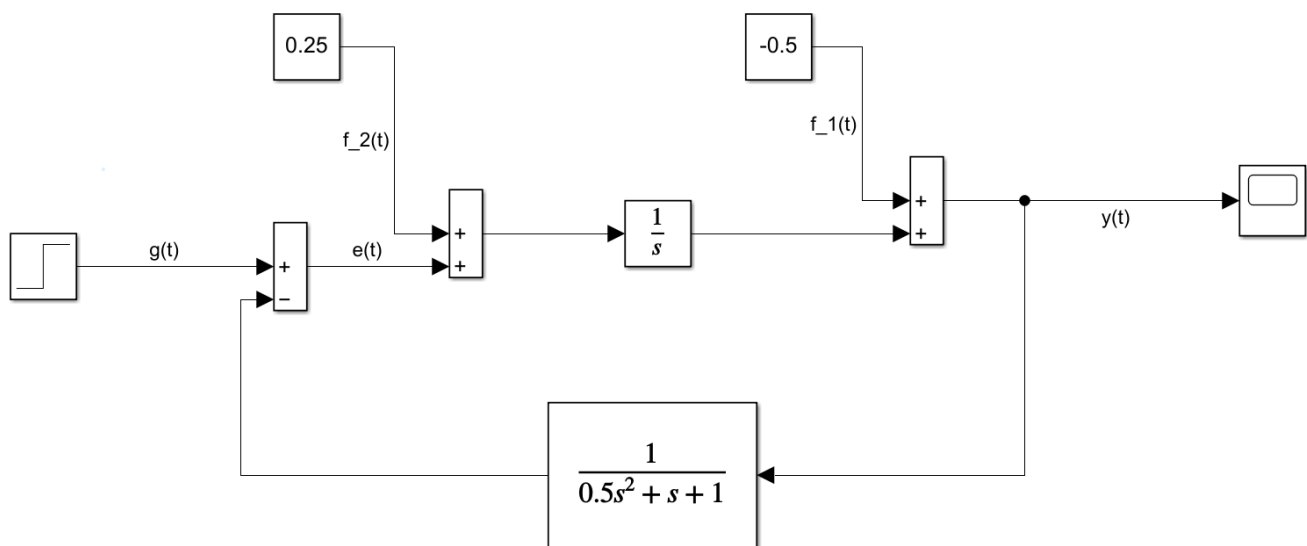 0.25
-0.5
f_2(t)
f_1(t)
+
+
+
+
1
s
y(t)
g(t)
e(t)
+
−
1
0.5s² + s + 1